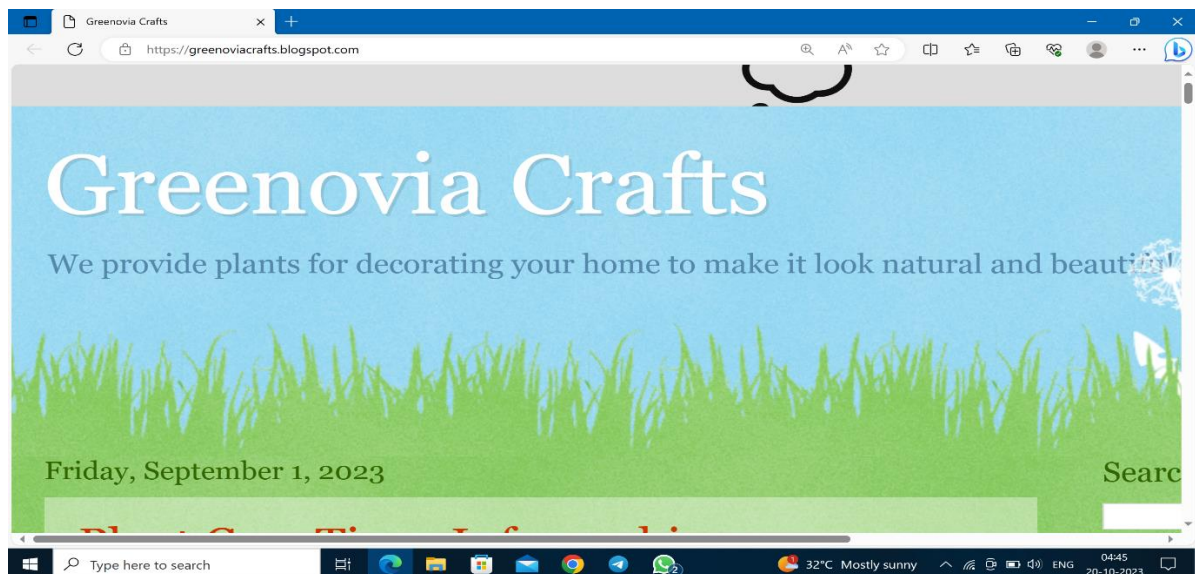 Greenovia Crafts
https://greenoviacrafts.blogspot.com
Greenovia Crafts
We provide plants for decorating your home to make it look natural and beautiful
Friday, September 1, 2023
Searc
Type here to search
2
32°C Mostly sunny
ENG
04:45
20-10-2023